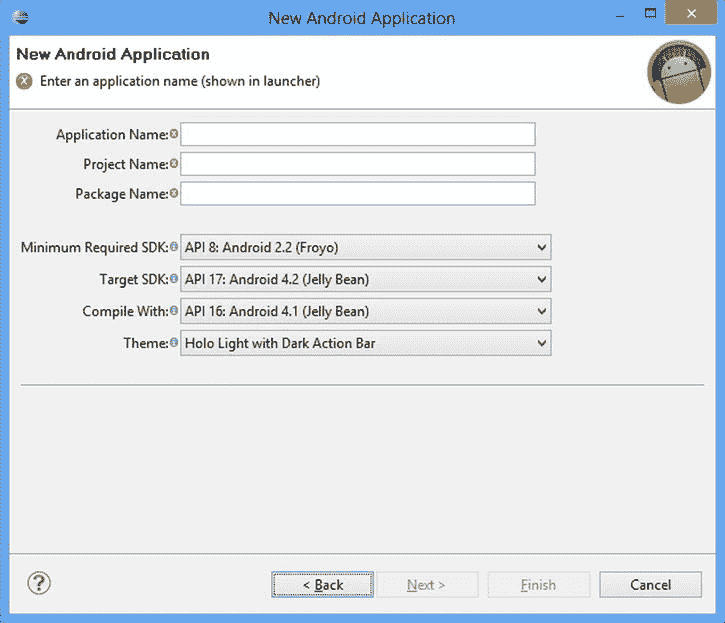 New Android Application
New Android Application
Enter an application name (shown in launcher)
Application Name:
Project Name:
Package Name:
Minimum Required SDK: API 8: Android 2.2 (Froyo)
Target SDK: API 17: Android 4.2 (Jelly Bean)
Compile With: API 16: Android 4.1 (Jelly Bean)
Theme: Holo Light with Dark Action Bar
? < Back Next > Finish Cancel